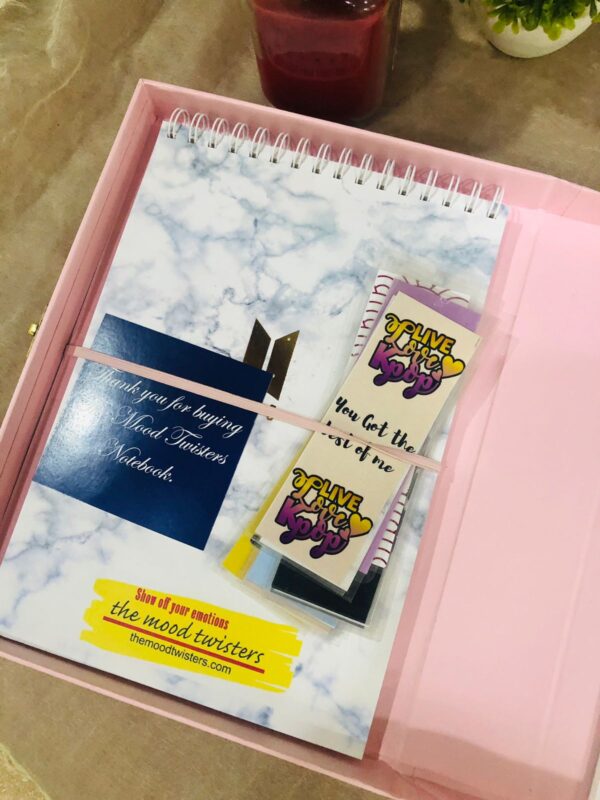 LIVE
Love
Kpop
You Got the
of me
LIVE
Love
Kpop
Thank you for buying
Mood Twisters
Notebook.
Show off your emotions
the mood twisters
themoodtwisters.com